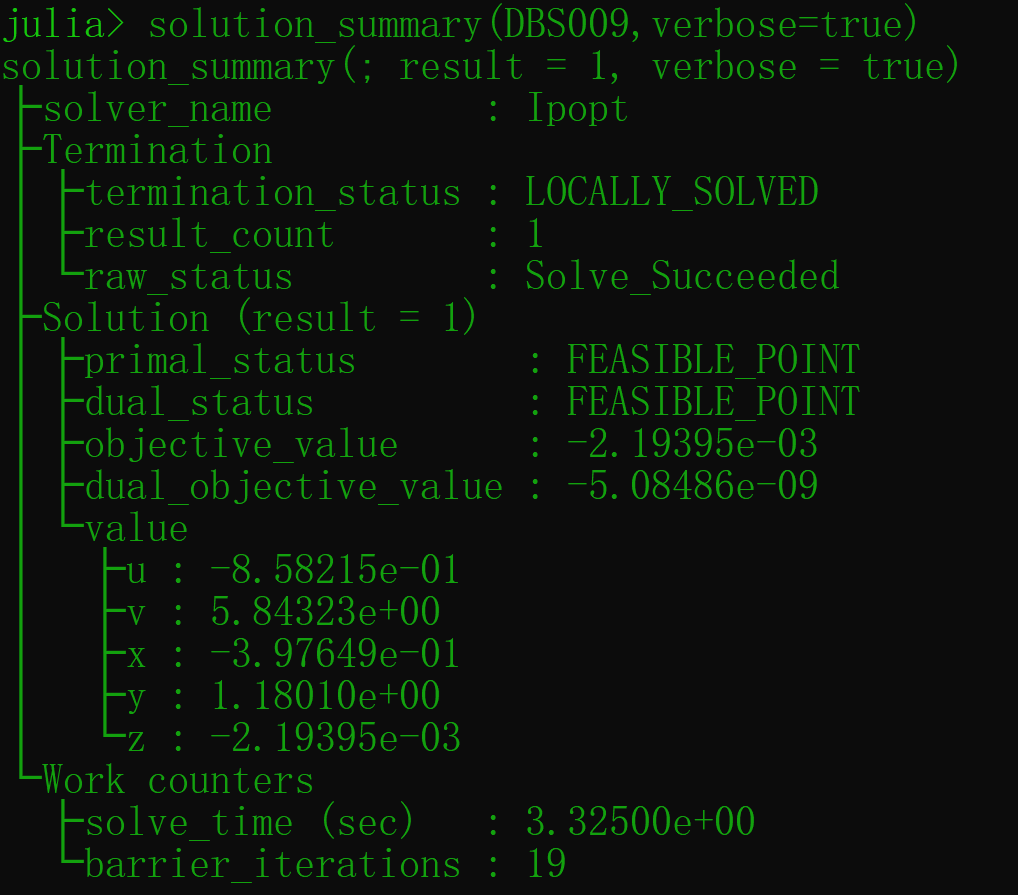 julia> solution_summary(DBS009,verbose=true)
solution_summary(; result = 1, verbose = true)
├─solver_name          : Ipopt
├─Termination
│ ├─termination_status : LOCALLY_SOLVED
│ ├─result_count       : 1
│ └─raw_status         : Solve_Succeeded
├─Solution (result = 1)
│ ├─primal_status        : FEASIBLE_POINT
│ ├─dual_status          : FEASIBLE_POINT
│ ├─objective_value      : -2.19395e-03
│ ├─dual_objective_value : -5.08486e-09
│ └─value
│   ├─u : -8.58215e-01
│   ├─v : 5.84323e+00
│   ├─x : -3.97649e-01
│   ├─y : 1.18010e+00
│   └─z : -2.19395e-03
└─Work counters
  ├─solve_time (sec)   : 3.32500e+00
  └─barrier_iterations : 19